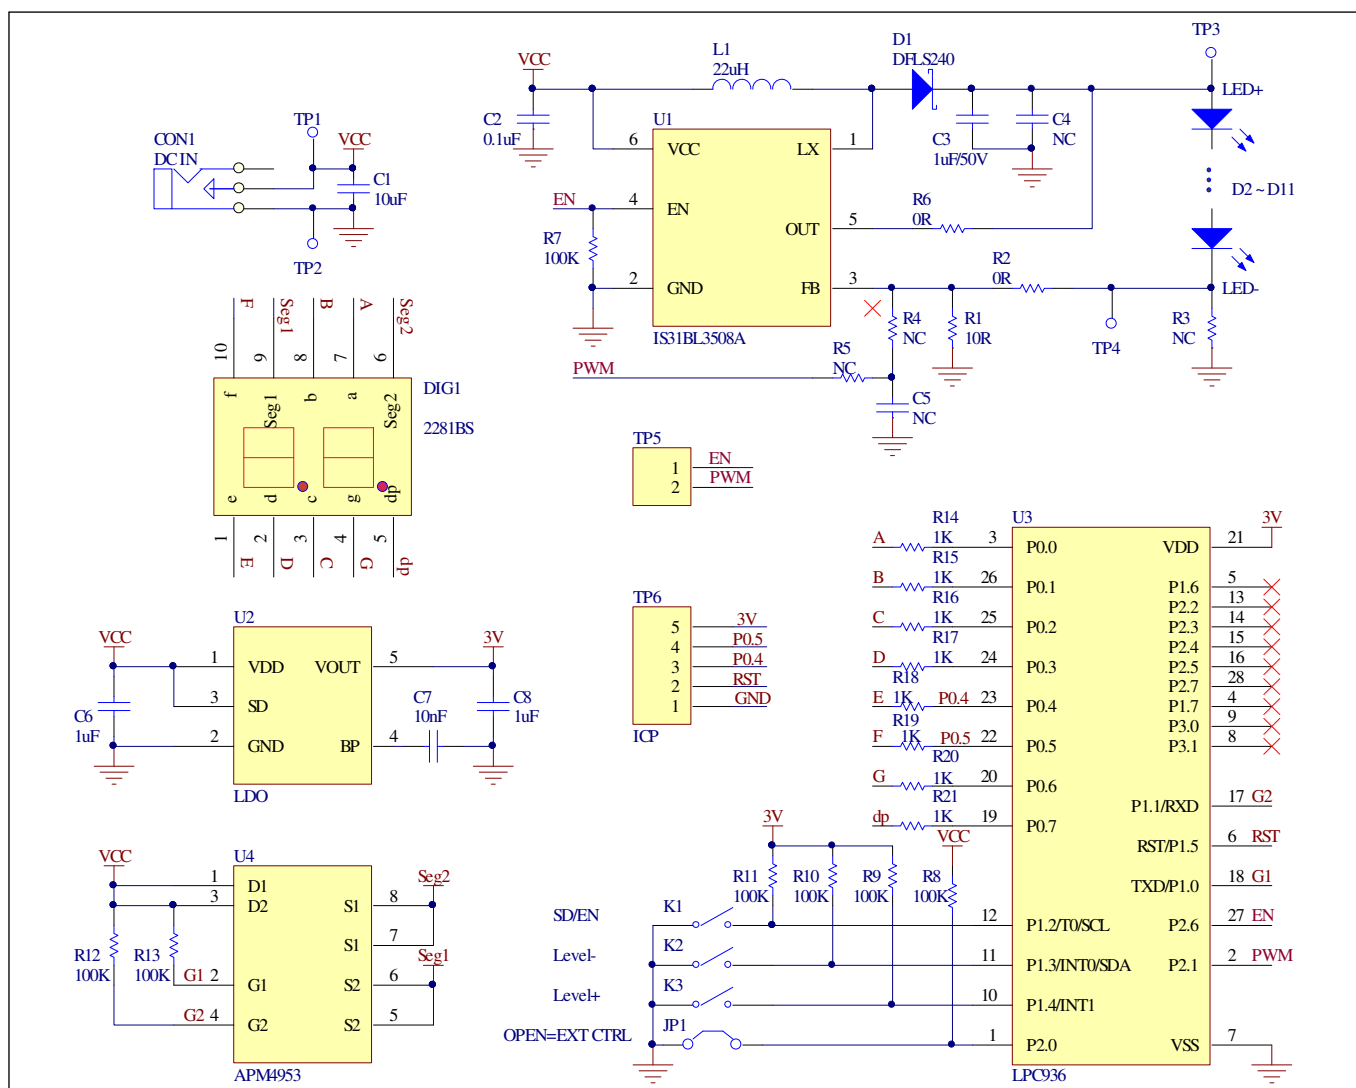 TP1
CON1
DC IN
VCC
C1
10uF
TP2
VCC
C2
0.1uF
L1
22uH
D1
DFLS240
TP3
LED+
C3
1uF/50V
C4
NC
D2 ~ D11
U1
6 VCC
LX 1
EN 4 EN
OUT 5
2 GND
FB 3
IS31BL3508A
R7
100K
R6
0R
R2
0R
LED-
R4
NC
R1
10R
TP4
R3
NC
PWM
R5
NC
C5
NC
F Seg1 B A Seg2
10 9 8 7 6
f Seg1 b a Seg2
DIG1
2281BS
e d c g dp
1 2 3 4 5
E D C G dp
TP5
1 EN
2 PWM
TP6
5 3V
4 P0.5
3 P0.4
2 RST
1 GND
ICP
U2
VCC
1 VDD
VOUT 5
3V
3 SD
2 GND
BP 4
LDO
C6
1uF
C7
10nF
C8
1uF
U4
VCC
1 D1
3 D2
S1 8
Seg2
S1 7
Seg1
G1 2 G1
S2 6
G2 4 G2
S2 5
APM4953
R12
100K
R13
100K
U3
A R14 1K 3 P0.0
B R15 1K 26 P0.1
C R16 1K 25 P0.2
D R17 1K 24 P0.3
E R18 1K P0.4 23 P0.4
F R19 1K P0.5 22 P0.5
G R20 1K 20 P0.6
dp R21 1K 19 P0.7
VDD 21 3V
P1.6 5
P2.2 13
P2.3 14
P2.4 15
P2.5 16
P2.7 28
P1.7 4
P3.0 9
P3.1 8
P1.1/RXD 17 G2
RST/P1.5 6 RST
TXD/P1.0 18 G1
P2.6 27 EN
P2.1 2 PWM
VSS 7
3V
VCC
R11
100K
R10
100K
R9
100K
R8
100K
SD/EN K1 12 P1.2/T0/SCL
Level- K2 11 P1.3/INT0/SDA
Level+ K3 10 P1.4/INT1
OPEN=EXT CTRL JP1 1 P2.0
LPC936